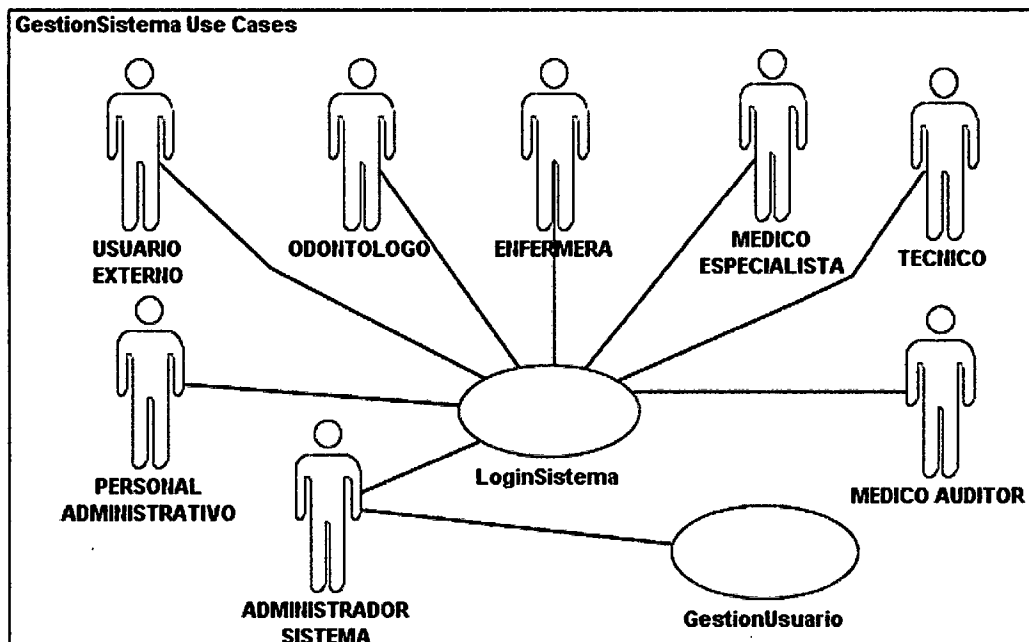 GestionSistema Use Cases
USUARIO
EXTERNO
ODONTOLOGO
ENFERMERA
MEDICO
ESPECIALISTA
TECNICO
PERSONAL
ADMINISTRATIVO
LoginSistema
MEDICO AUDITOR
ADMINISTRADOR
SISTEMA
GestionUsuario